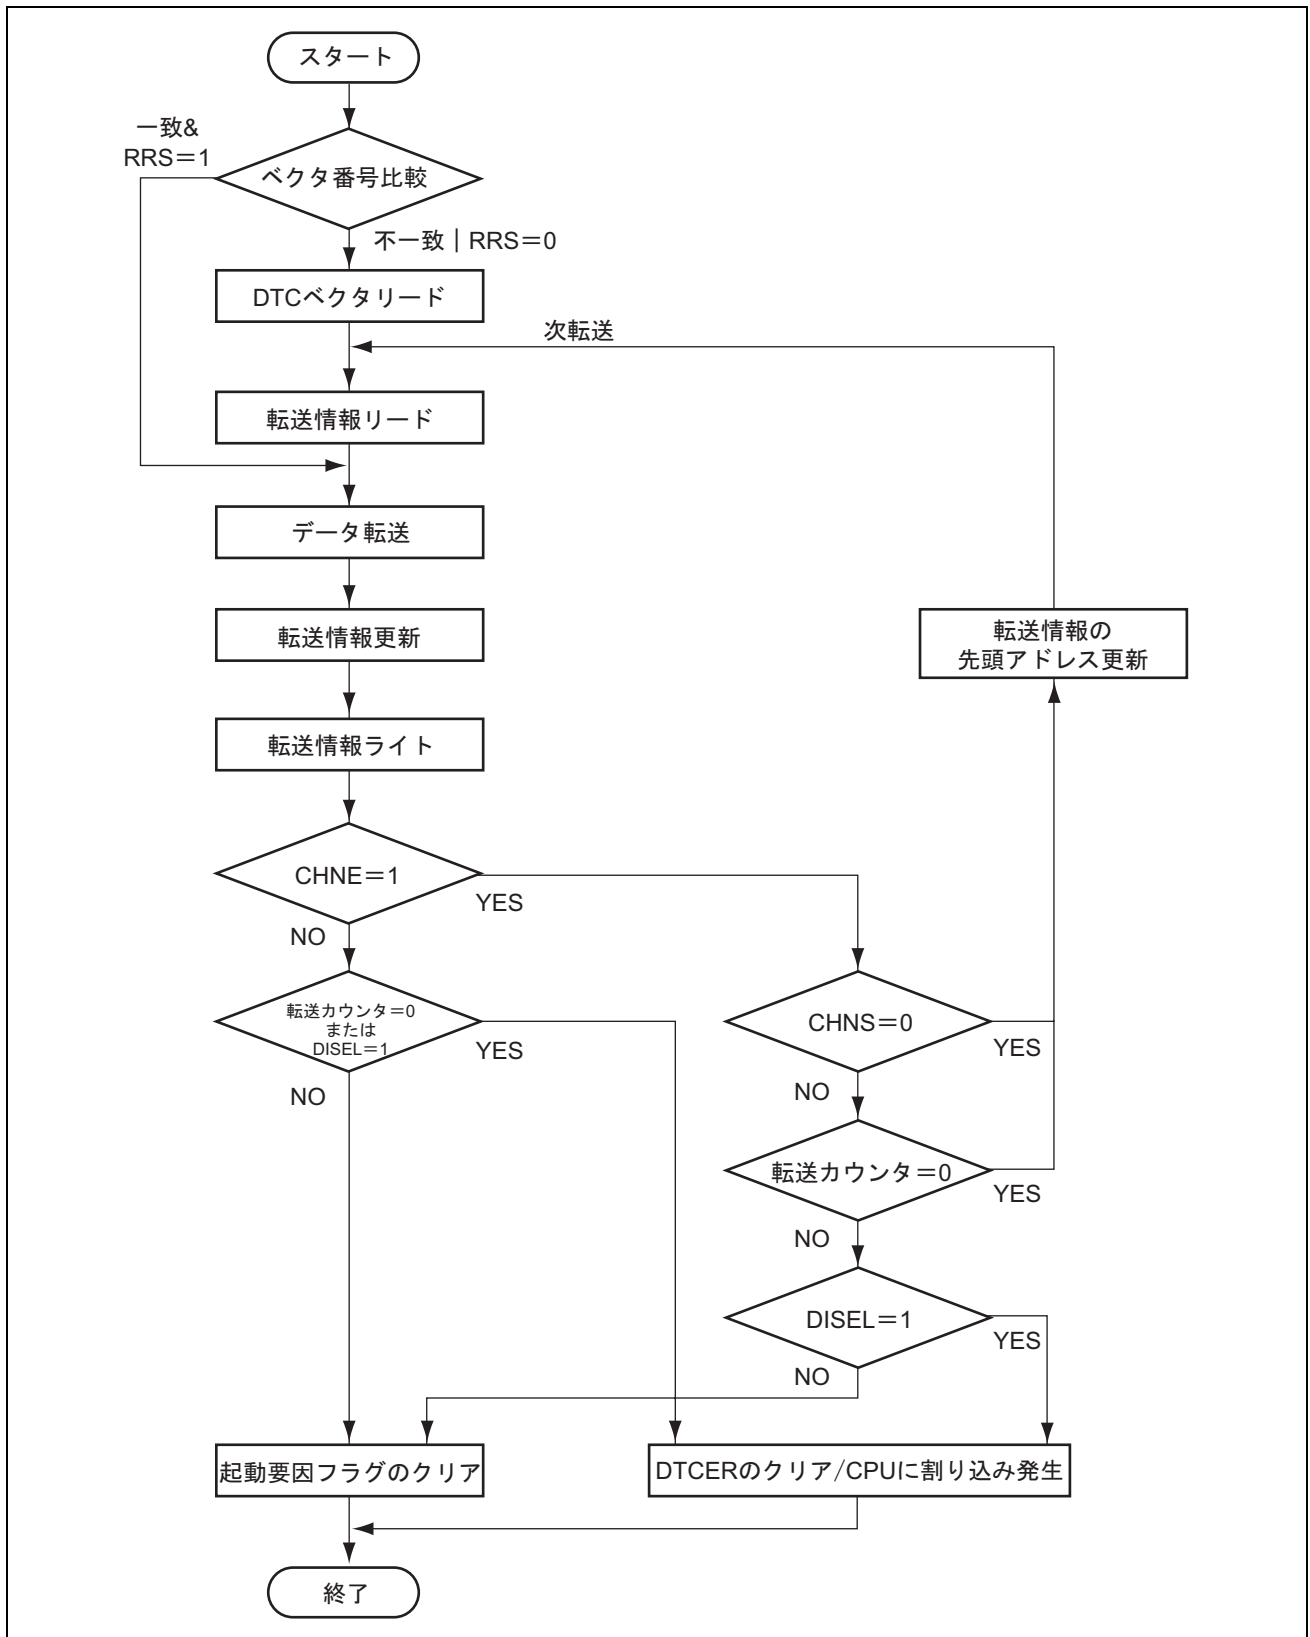 スタート
一致&
RRS＝1
ベクタ番号比較
不一致｜RRS＝0
DTCベクタリード
次転送
転送情報リード
データ転送
転送情報更新
転送情報の
先頭アドレス更新
転送情報ライト
CHNE＝1
YES
NO
転送カウンタ＝0
または
DISEL＝1
YES
NO
CHNS＝0
YES
NO
転送カウンタ＝0
YES
NO
DISEL＝1
YES
NO
起動要因フラグのクリア
DTCERのクリア/CPUに割り込み発生
終了